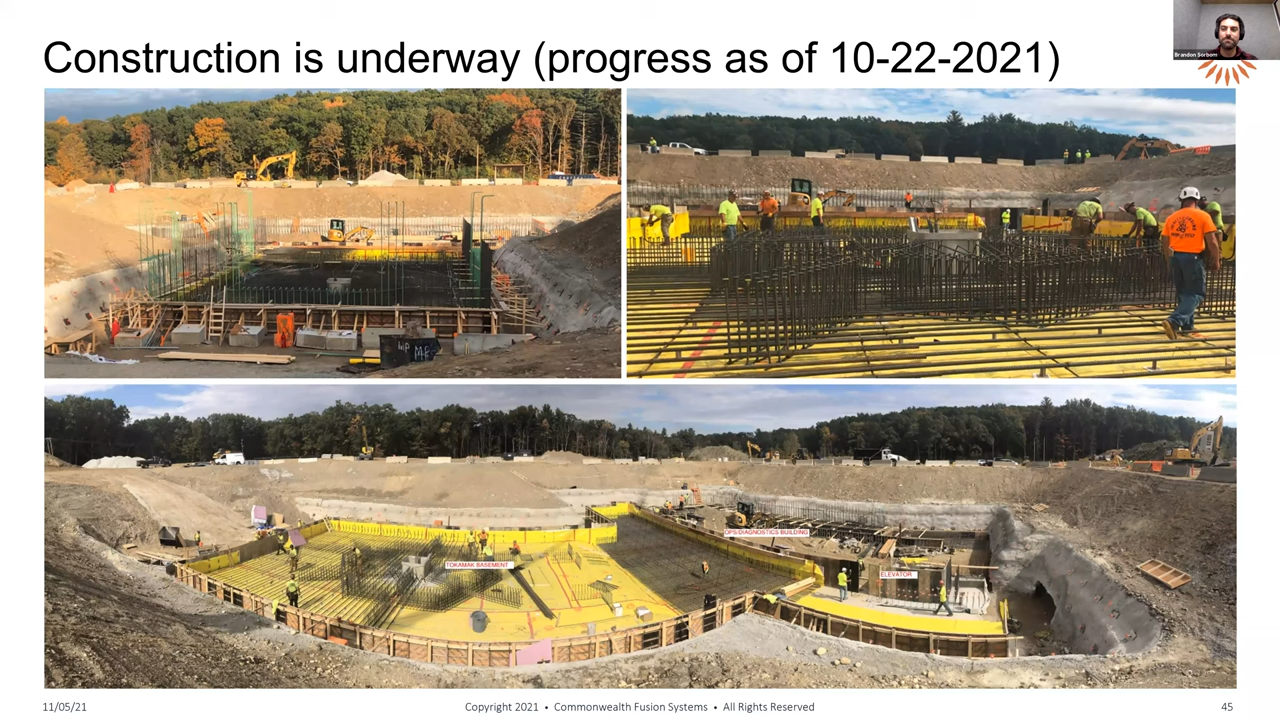 Construction is underway (progress as of 10-22-2021)
Brandon Sorbom
OPS/DIAGNOSTICS BUILDING
TOKAMAK BASEMENT
ELEVATOR
11/05/21
Copyright 2021 • Commonwealth Fusion Systems • All Rights Reserved
45